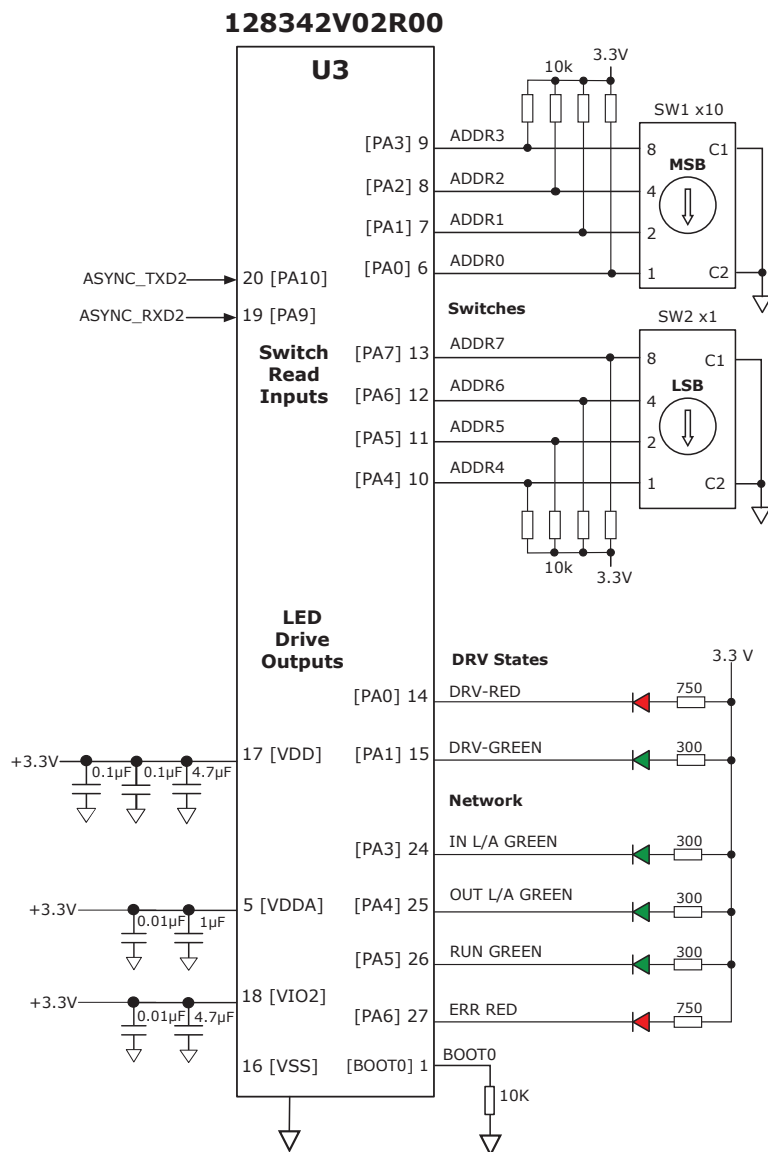 128342V02R00
U3
3.3V
10k
SW1 x10
[PA3] 9 ADDR3 8 C1
MSB
[PA2] 8 ADDR2 4
[PA1] 7 ADDR1 2
[PA0] 6 ADDR0 1 C2
ASYNC_TXD2 20 [PA10]
ASYNC_RXD2 19 [PA9]
Switches
SW2 x1
Switch
Read
Inputs
[PA7] 13 ADDR7 8 C1
LSB
[PA6] 12 ADDR6 4
[PA5] 11 ADDR5 2
[PA4] 10 ADDR4 1 C2
10k
3.3V
LED
Drive
Outputs
DRV States
3.3 V
[PA0] 14 DRV-RED 750
+3.3V 17 [VDD]
0.1µF 0.1µF 4.7µF
[PA1] 15 DRV-GREEN 300
Network
[PA3] 24 IN L/A GREEN 300
+3.3V 5 [VDDA]
0.01µF 1µF
[PA4] 25 OUT L/A GREEN 300
[PA5] 26 RUN GREEN 300
+3.3V 18 [VIO2]
0.01µF 4.7µF
[PA6] 27 ERR RED 750
16 [VSS]
[BOOT0] 1 BOOT0
10K